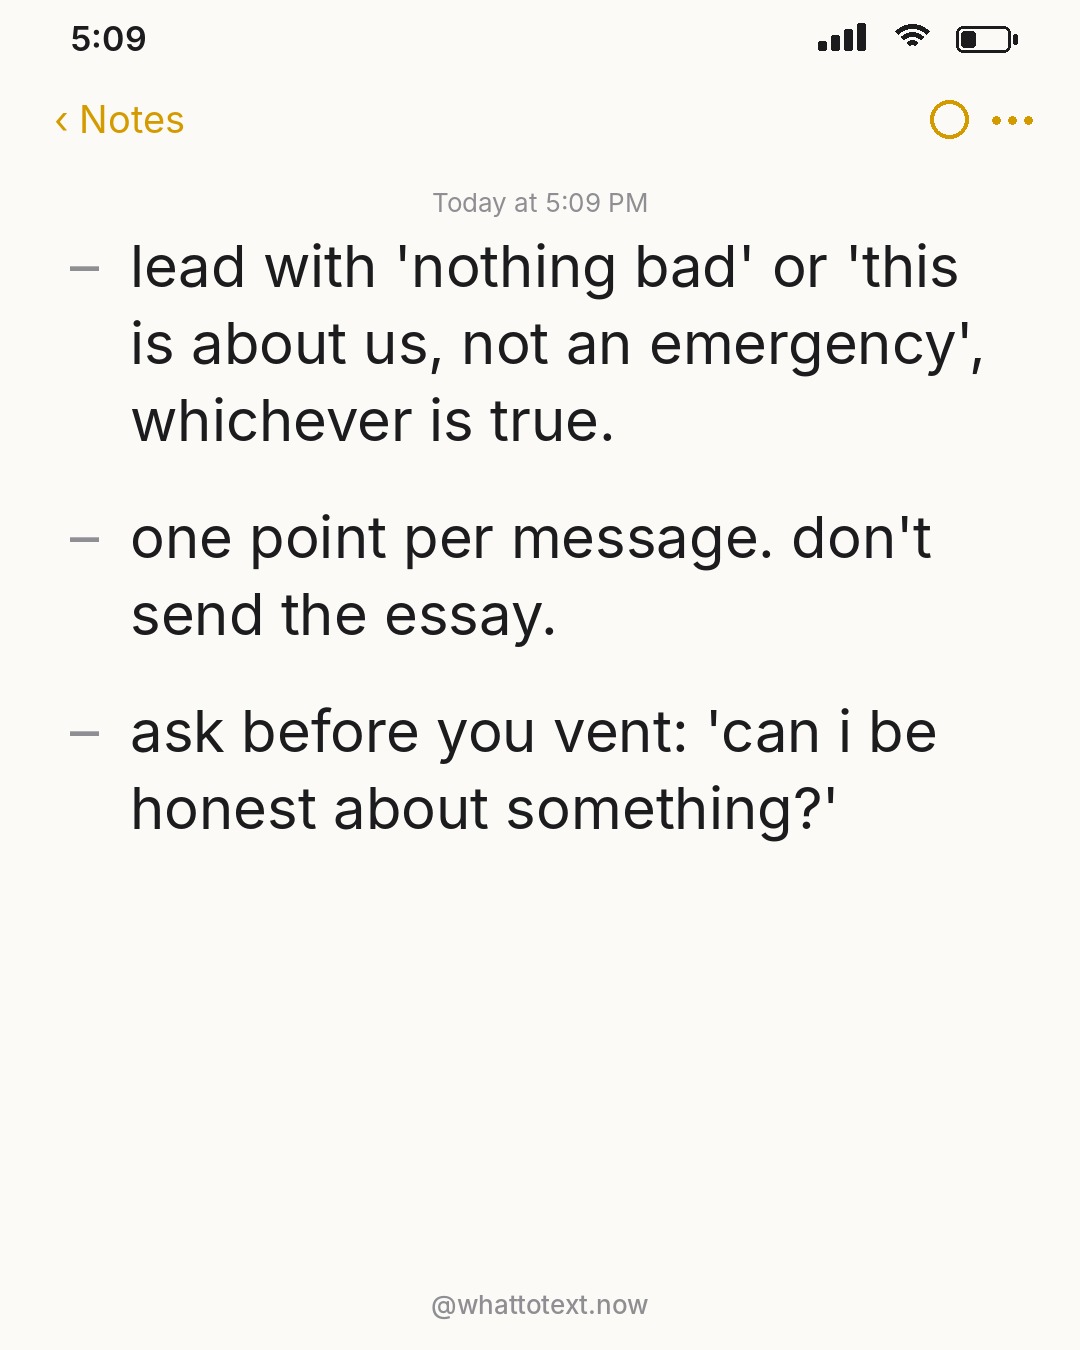 5:09
‹ Notes
Today at 5:09 PM
– lead with 'nothing bad' or 'this
is about us, not an emergency',
whichever is true.
– one point per message. don't
send the essay.
– ask before you vent: 'can i be
honest about something?'
@whattotext.now